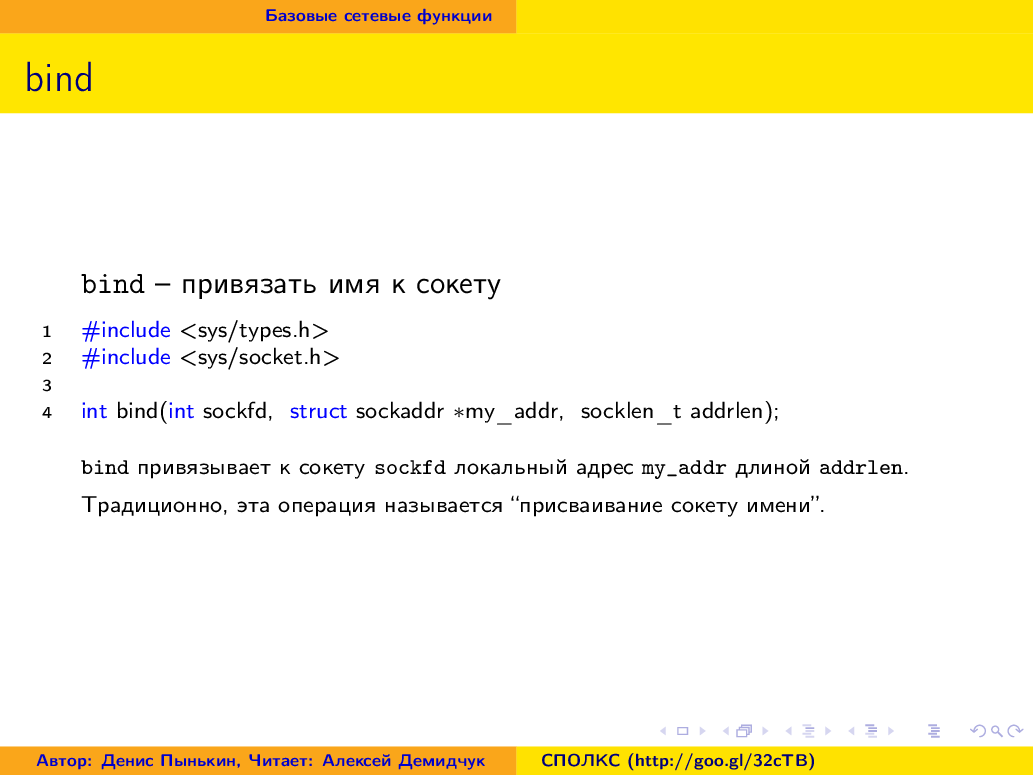 Базовые сетевые функции
bind
bind – привязать имя к сокету
1 #include <sys/types.h>
2 #include <sys/socket.h>
3
4 int bind(int sockfd, struct sockaddr *my_addr, socklen_t addrlen);
bind привязывает к сокету sockfd локальный адрес my_addr длиной addrlen.
Традиционно, эта операция называется “присваивание сокету имени”.
Автор: Денис Пынькин, Читает: Алексей Демидчук СПОЛКС (http://goo.gl/32cTB)